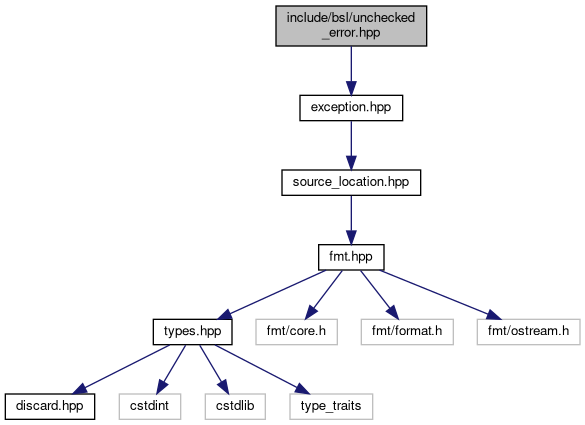 include/bsl/unchecked
_error.hpp
exception.hpp
source_location.hpp
fmt.hpp
types.hpp
fmt/core.h
fmt/format.h
fmt/ostream.h
discard.hpp
cstdint
cstdlib
type_traits